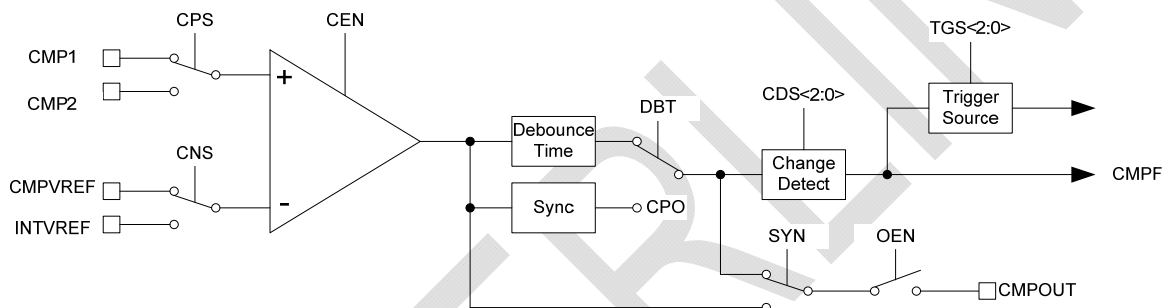 CPS
CEN
TGS<2:0>
CMP1
+
CMP2
DBT
CDS<2:0>
Trigger
Source
Debounce
Time
CNS
Change
Detect
CMPF
CMPVREF
-
Sync
CPO
INTVREF
SYN
OEN
CMPOUT